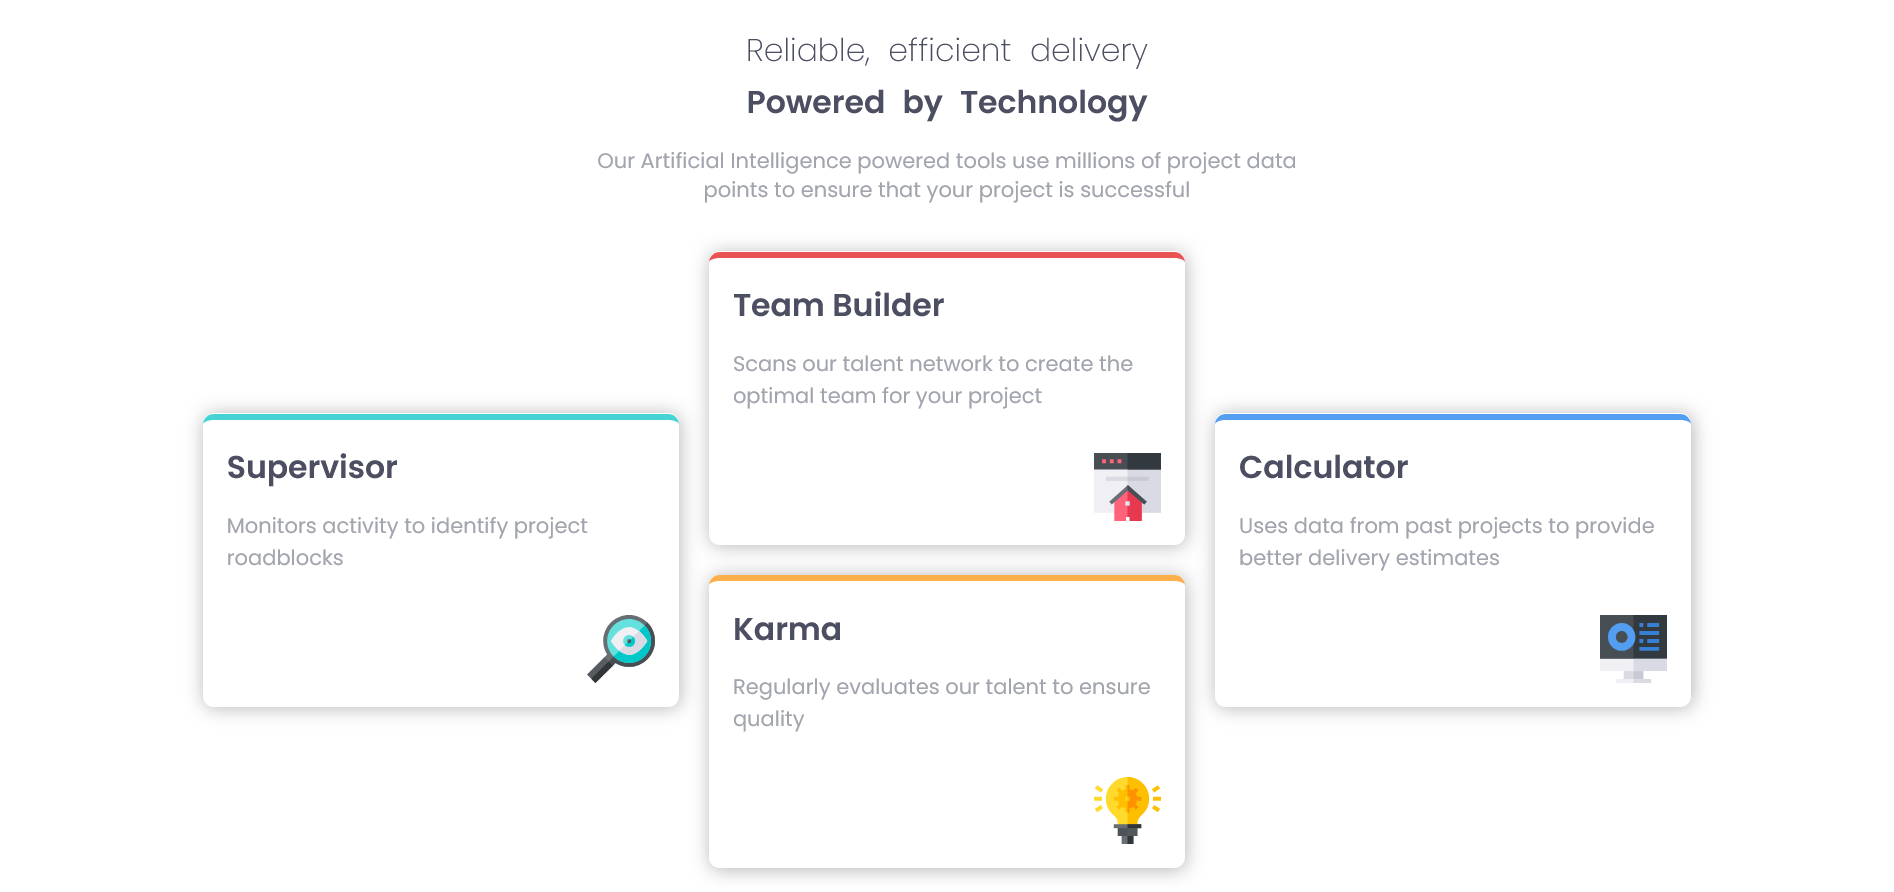 Reliable, efficient delivery
Powered by Technology
Our Artificial Intelligence powered tools use millions of project data
points to ensure that your project is successful
Supervisor
Monitors activity to identify project
roadblocks
Team Builder
Scans our talent network to create the
optimal team for your project
Karma
Regularly evaluates our talent to ensure
quality
Calculator
Uses data from past projects to provide
better delivery estimates